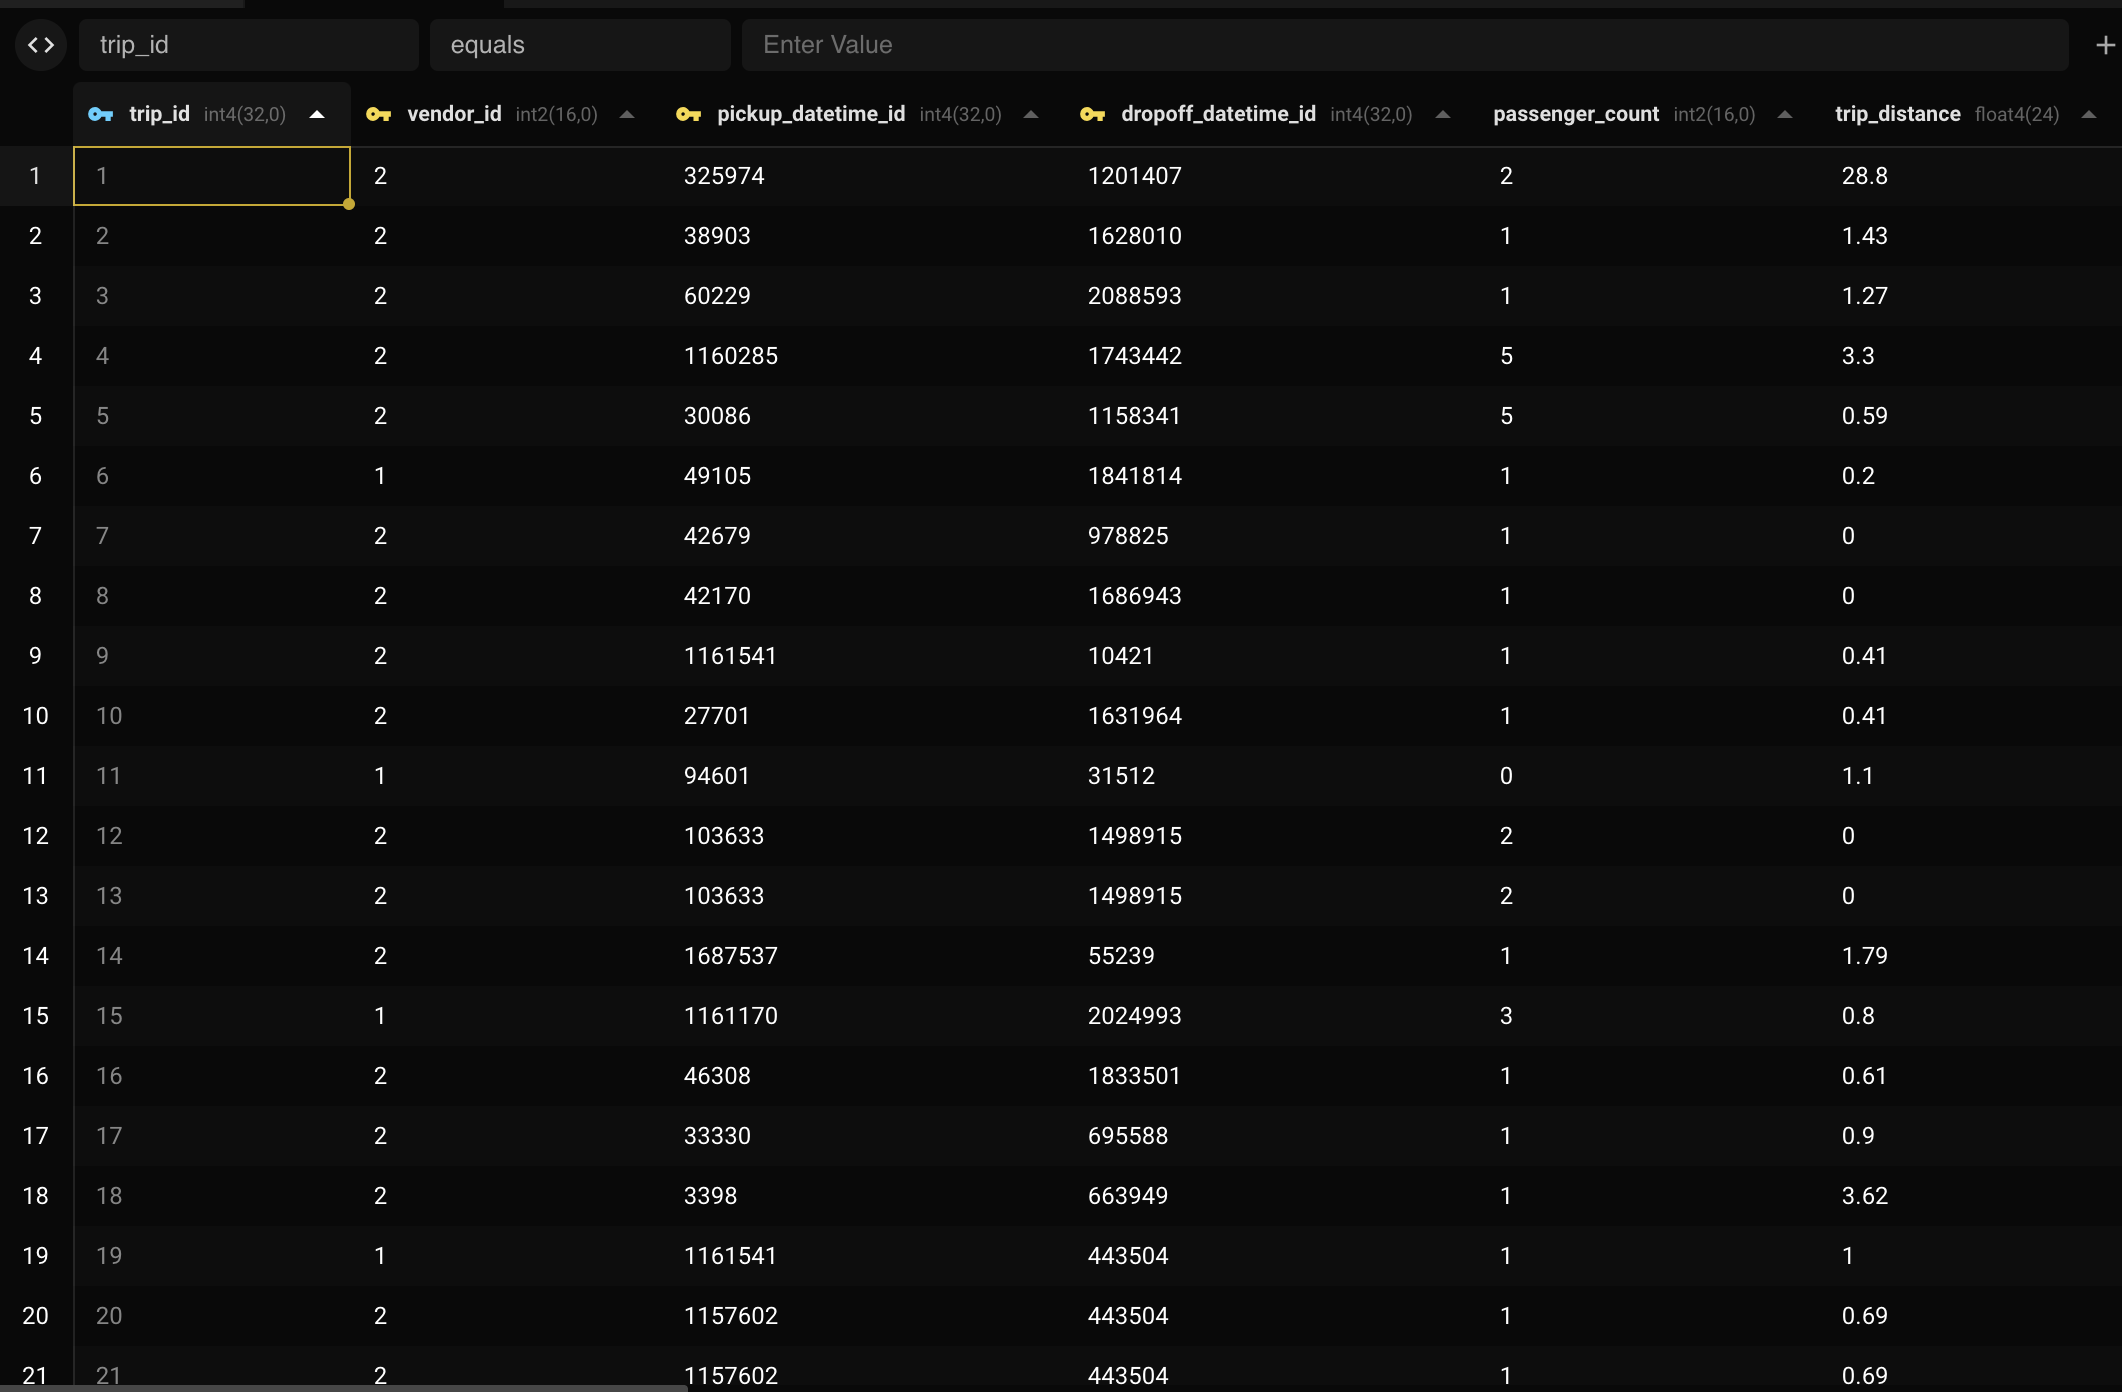 trip_id equals Enter Value
trip_id int4(32,0) vendor_id int2(16,0) pickup_datetime_id int4(32,0) dropoff_datetime_id int4(32,0) passenger_count int2(16,0) trip_distance float4(24)
1 1 2 325974 1201407 2 28.8
2 2 2 38903 1628010 1 1.43
3 3 2 60229 2088593 1 1.27
4 4 2 1160285 1743442 5 3.3
5 5 2 30086 1158341 5 0.59
6 6 1 49105 1841814 1 0.2
7 7 2 42679 978825 1 0
8 8 2 42170 1686943 1 0
9 9 2 1161541 10421 1 0.41
10 10 2 27701 1631964 1 0.41
11 11 1 94601 31512 0 1.1
12 12 2 103633 1498915 2 0
13 13 2 103633 1498915 2 0
14 14 2 1687537 55239 1 1.79
15 15 1 1161170 2024993 3 0.8
16 16 2 46308 1833501 1 0.61
17 17 2 33330 695588 1 0.9
18 18 2 3398 663949 1 3.62
19 19 1 1161541 443504 1 1
20 20 2 1157602 443504 1 0.69
21 21 2 1157602 443504 1 0.69